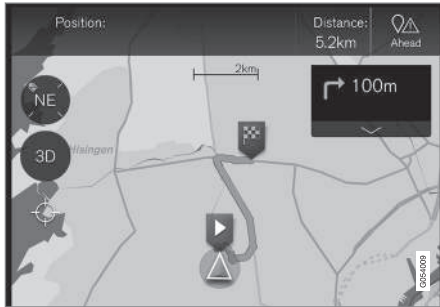 Position:
Distance:
5.2km
Ahead
2km
NE
100m
3D
Hisingen
G054009